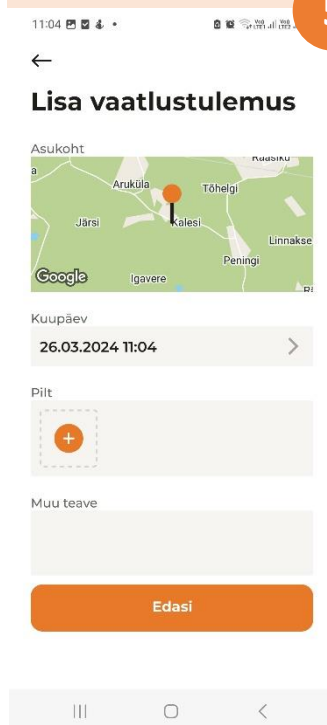 11:04
Lisa vaatlustulemus
Asukoht
Raasiku
a
Aruküla
Tõhelgi
Järsi
Kalesi
Linnakse
Peningi
Google
Igavere
Kuupäev
26.03.2024 11:04
Pilt
+
Muu teave
Edasi